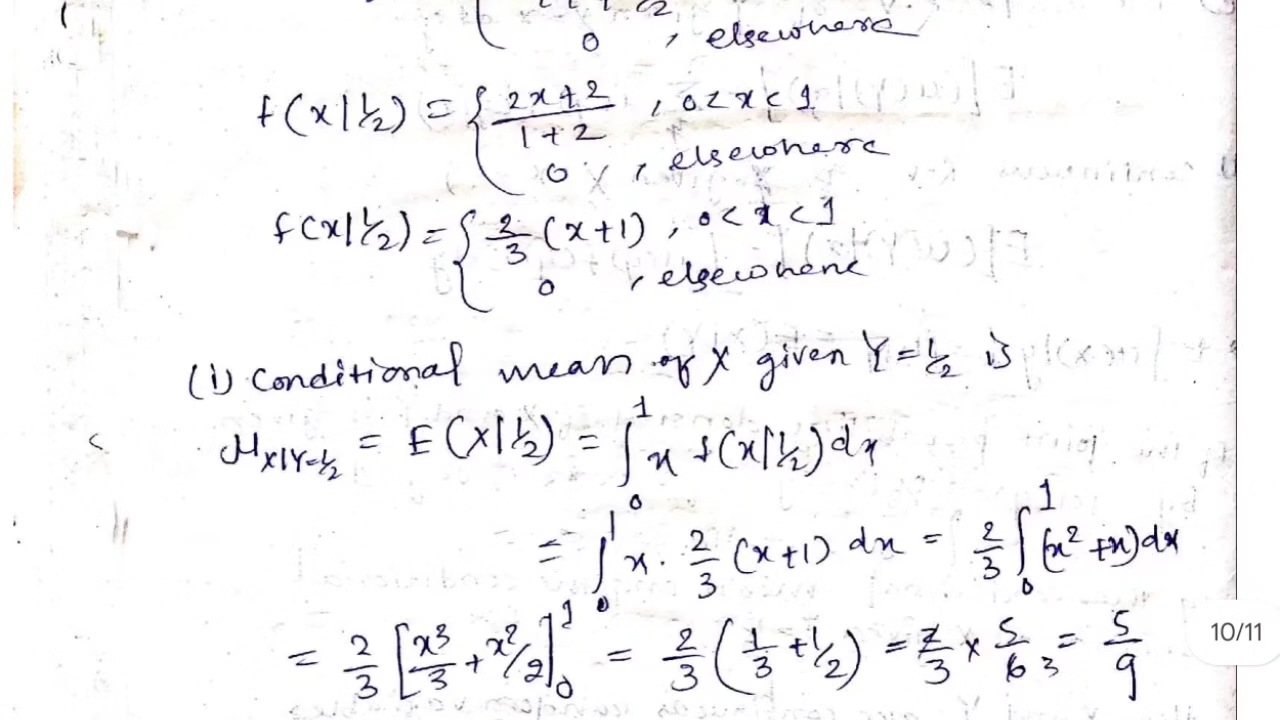 0 , elsewhere
f(x|1/2) = { (2x+2)/(1+2) , 0<x<1
0 , elsewhere
f(x|1/2) = { 2/3 (x+1) , 0<x<1
0 , elsewhere
(i) Conditional mean of X given Y=1/2 is
μ_{X|Y=1/2} = E(X|1/2) = ∫₀¹ x f(x|1/2) dx
= ∫₀¹ x · 2/3 (x+1) dx = 2/3 ∫₀¹ (x² + x) dx
= 2/3 [x³/3 + x²/2]₀¹ = 2/3 (1/3 + 1/2) = 2/3 × 5/6 3 = 5/9
10/11